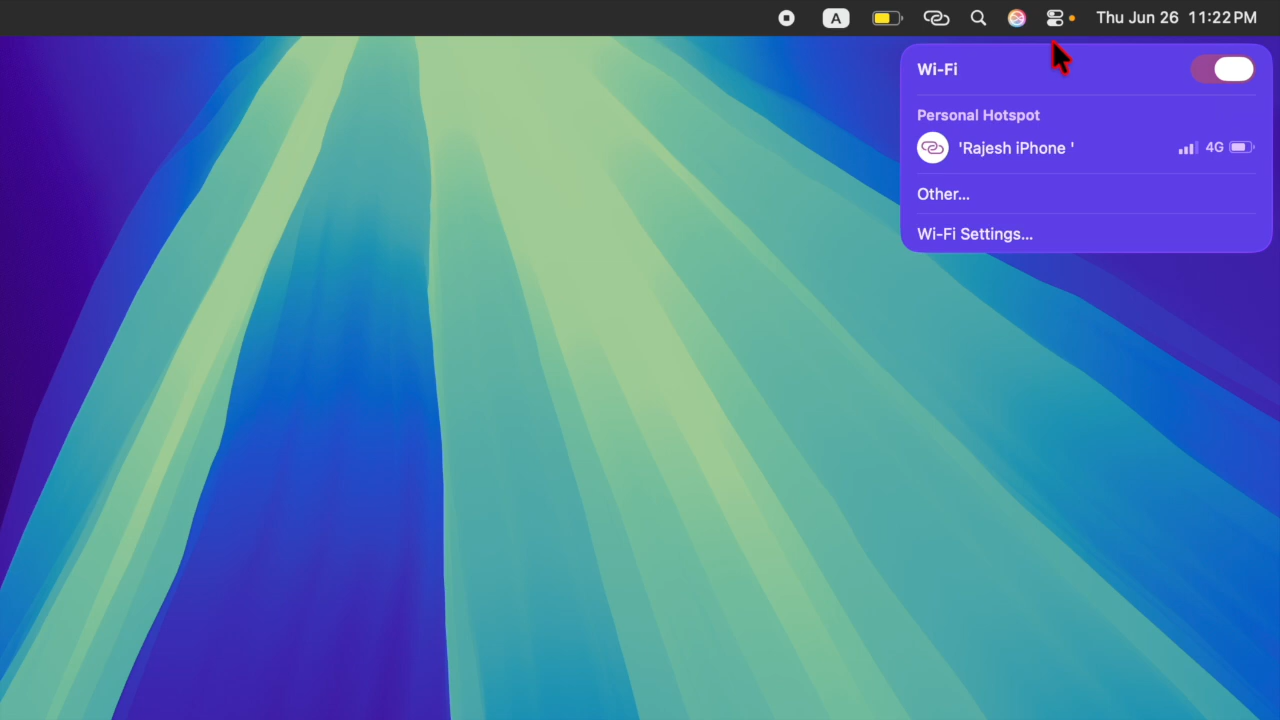 A
Thu Jun 26 11:22 PM
Wi-Fi
Personal Hotspot
'Rajesh iPhone '
4G
Other...
Wi-Fi Settings...